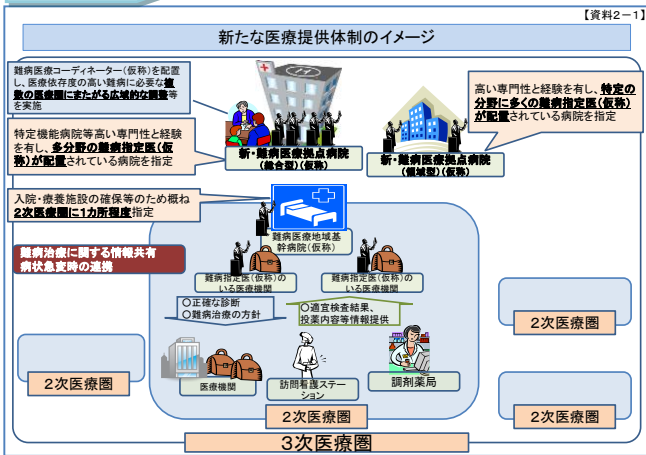 【資料2-1】
新たな医療提供体制のイメージ
難病医療コーディネーター(仮称)を配置
し、医療依存度の高い難病に必要な複
数の医療圏にまたがる広域的な調整等
を実施
高い専門性と経験を有し、特定の
分野に多くの難病指定医(仮称)
が配置されている病院を指定
特定機能病院等高い専門性と経験
を有し、多分野の難病指定医(仮
称)が配置されている病院を指定
新・難病医療拠点病院
(総合型)(仮称)
新・難病医療拠点病院
(領域型)(仮称)
入院・療養施設の確保等のため概ね
2次医療圏に1カ所程度指定
難病医療地域基
幹病院(仮称)
難病治療に関する情報共有
病状急変時の連携
難病指定医(仮称)の
いる医療機関
難病指定医(仮称)の
いる医療機関
○正確な診断
○難病治療の方針
○適宜検査結果、
投薬内容等情報提供
医療機関
訪問看護ステー
ション
調剤薬局
2次医療圏
2次医療圏
2次医療圏
2次医療圏
3次医療圏